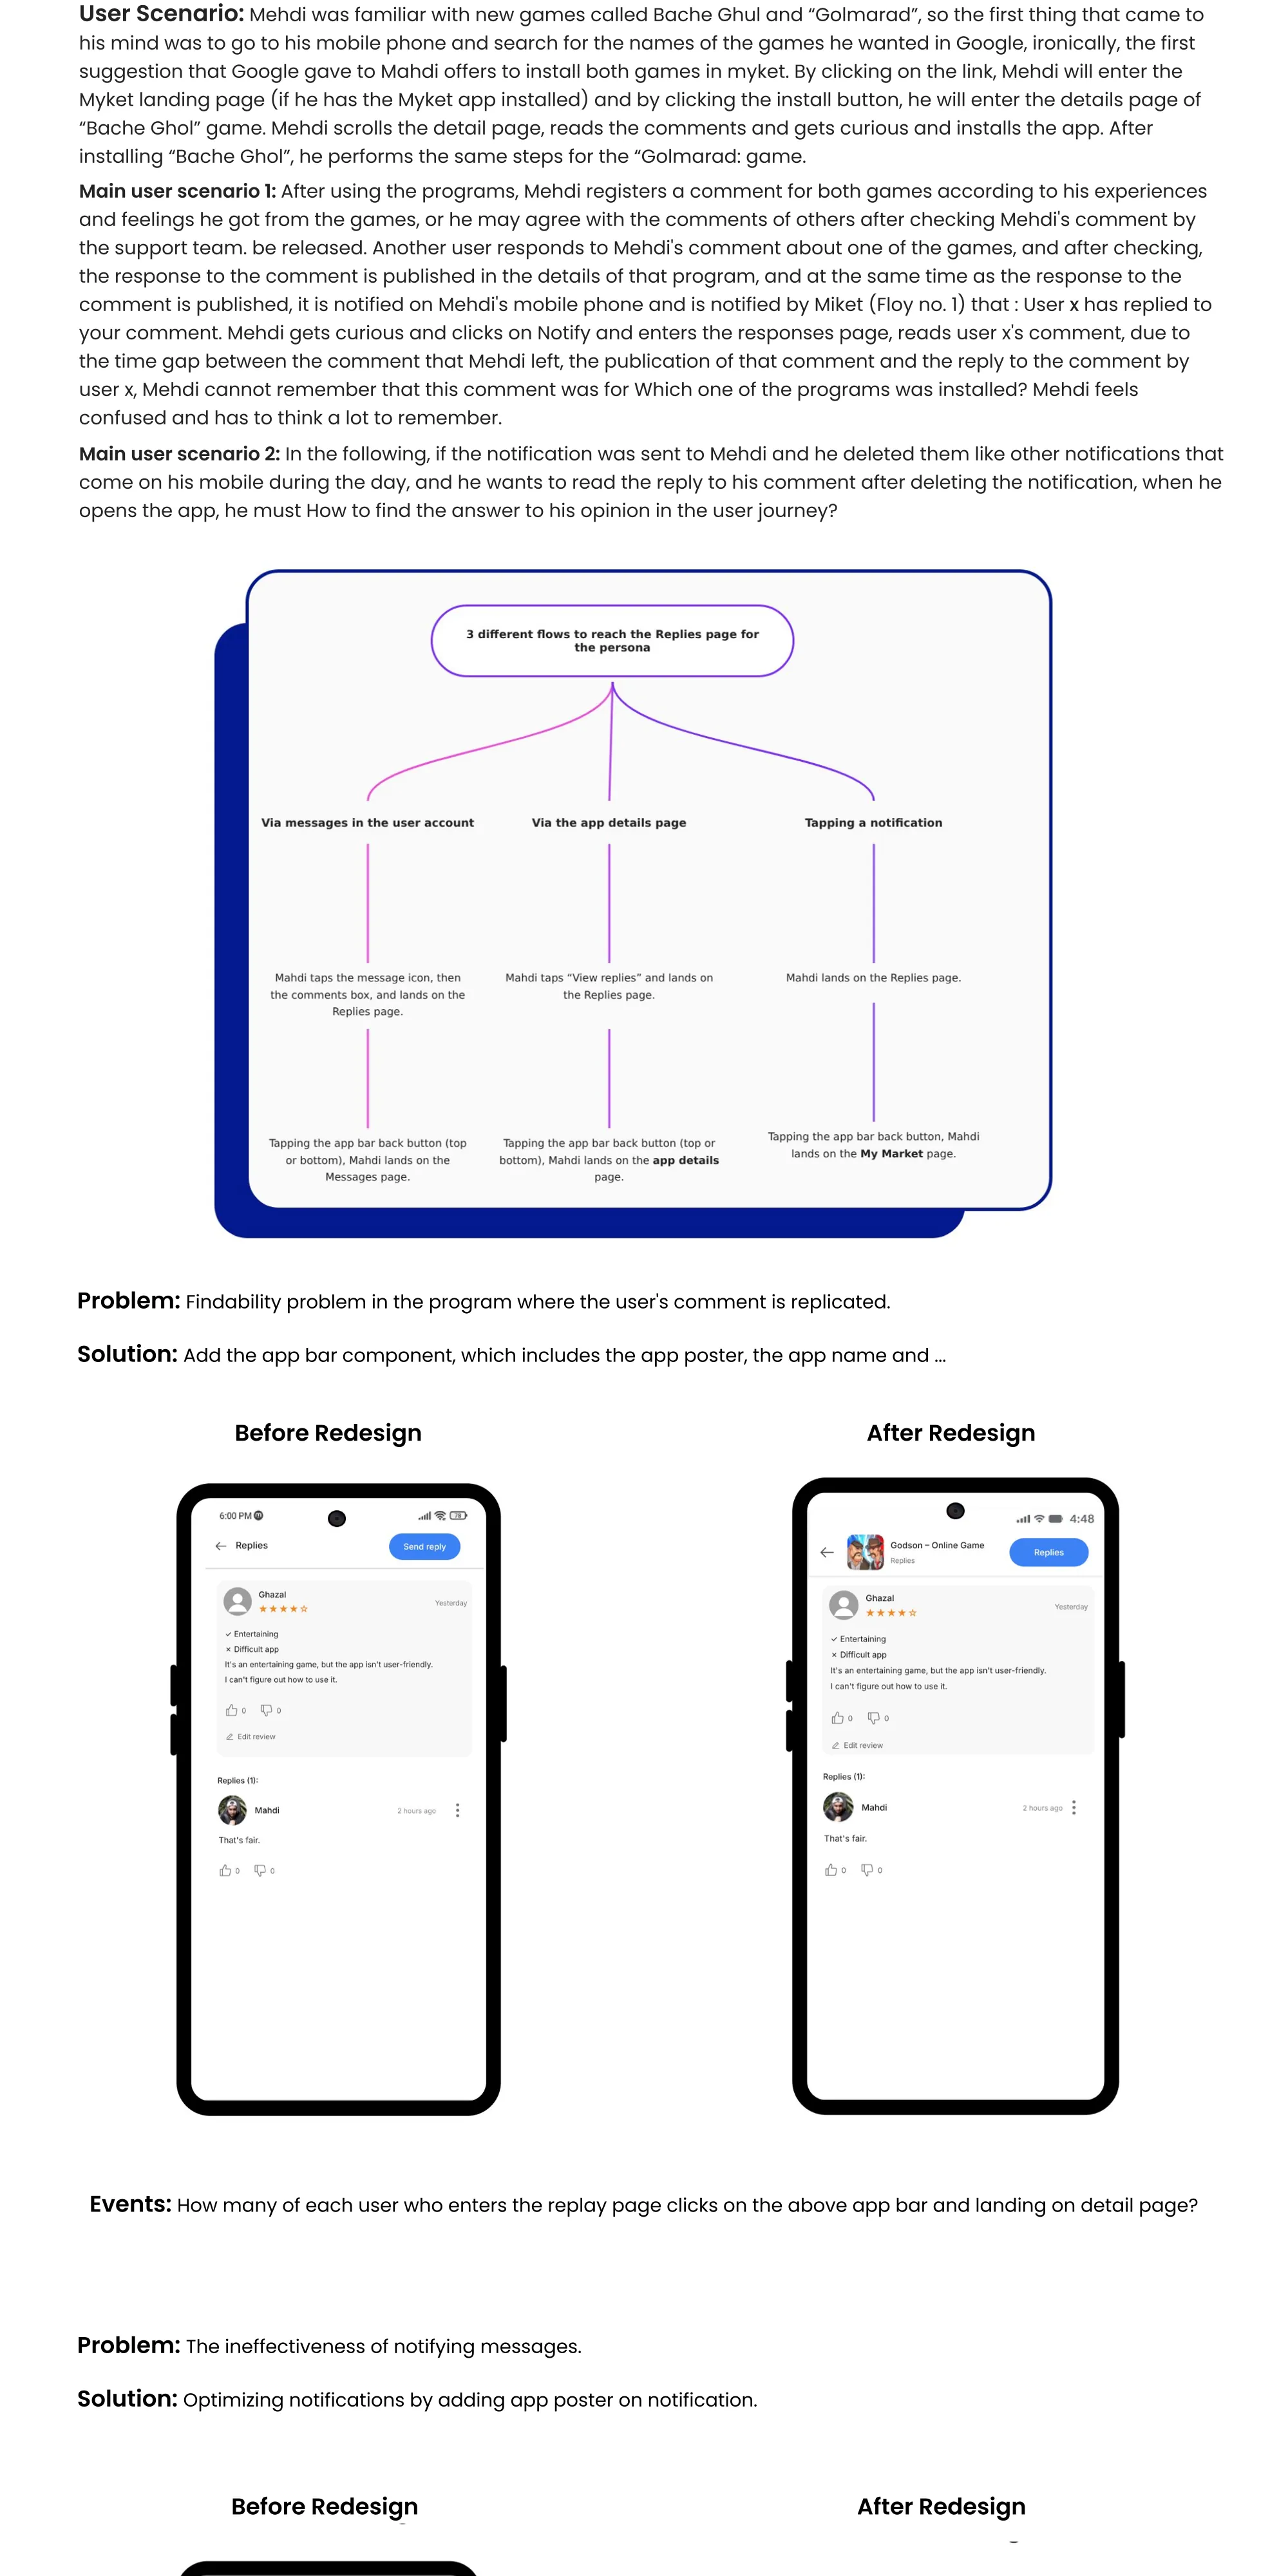 User Scenario: Mehdi was familiar with new games called Bache Ghul and “Golmarad”, so the first thing that came to
his mind was to go to his mobile phone and search for the names of the games he wanted in Google, ironically, the first
suggestion that Google gave to Mahdi offers to install both games in myket. By clicking on the link, Mehdi will enter the
Myket landing page (if he has the Myket app installed) and by clicking the install button, he will enter the details page of
“Bache Ghol” game. Mehdi scrolls the detail page, reads the comments and gets curious and installs the app. After
installing “Bache Ghol”, he performs the same steps for the “Golmarad: game.
Main user scenario 1: After using the programs, Mehdi registers a comment for both games according to his experiences
and feelings he got from the games, or he may agree with the comments of others after checking Mehdi's comment by
the support team. be released. Another user responds to Mehdi's comment about one of the games, and after checking,
the response to the comment is published in the details of that program, and at the same time as the response to the
comment is published, it is notified on Mehdi's mobile phone and is notified by Miket (Floy no. 1) that : User x has replied to
your comment. Mehdi gets curious and clicks on Notify and enters the responses page, reads user x's comment, due to
the time gap between the comment that Mehdi left, the publication of that comment and the reply to the comment by
user x, Mehdi cannot remember that this comment was for Which one of the programs was installed? Mehdi feels
confused and has to think a lot to remember.
Main user scenario 2: In the following, if the notification was sent to Mehdi and he deleted them like other notifications that
come on his mobile during the day, and he wants to read the reply to his comment after deleting the notification, when he
opens the app, he must How to find the answer to his opinion in the user journey?
3 different flows to reach the Replies page for
the persona
Via messages in the user account
Via the app details page
Tapping a notification
Mahdi taps the message icon, then
the comments box, and lands on the
Replies page.
Mahdi taps “View replies” and lands on
the Replies page.
Mahdi lands on the Replies page.
Tapping the app bar back button (top
or bottom), Mahdi lands on the
Messages page.
Tapping the app bar back button (top or
bottom), Mahdi lands on the app details
page.
Tapping the app bar back button, Mahdi
lands on the My Market page.
Problem: Findability problem in the program where the user's comment is replicated.
Solution: Add the app bar component, which includes the app poster, the app name and ...
Before Redesign
6:00 PM
78
Replies
Send reply
Ghazal
Yesterday
✓ Entertaining
× Difficult app
It's an entertaining game, but the app isn't user-friendly.
I can't figure out how to use it.
0 0
Edit review
Replies (1):
Mahdi
2 hours ago
That's fair.
0 0
After Redesign
4:48
Godson – Online Game
Replies
Replies
Ghazal
Yesterday
✓ Entertaining
× Difficult app
It's an entertaining game, but the app isn't user-friendly.
I can't figure out how to use it.
0 0
Edit review
Replies (1):
Mahdi
2 hours ago
That's fair.
0 0
Events: How many of each user who enters the replay page clicks on the above app bar and landing on detail page?
Problem: The ineffectiveness of notifying messages.
Solution: Optimizing notifications by adding app poster on notification.
Before Redesign
After Redesign